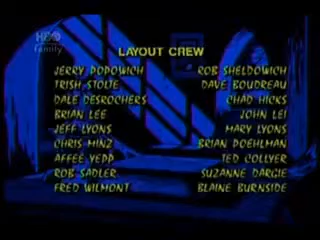 HBO
family
LAYOUT CREW
JERRY POPOWICH ROB SHELDOWICH
TRISH STOLTE DAVE BOUDREAU
DALE DESROCHERS CHAD HICKS
BRIAN LEE JOHN LEI
JEFF LYONS MARY LYONS
CHRIS MINZ BRIAN DOEHLMAN
AFFEE YEPP TED COLLYER
ROB SADLER SUZANNE DARGIE
FRED WILMONT BLAINE BURNSIDE